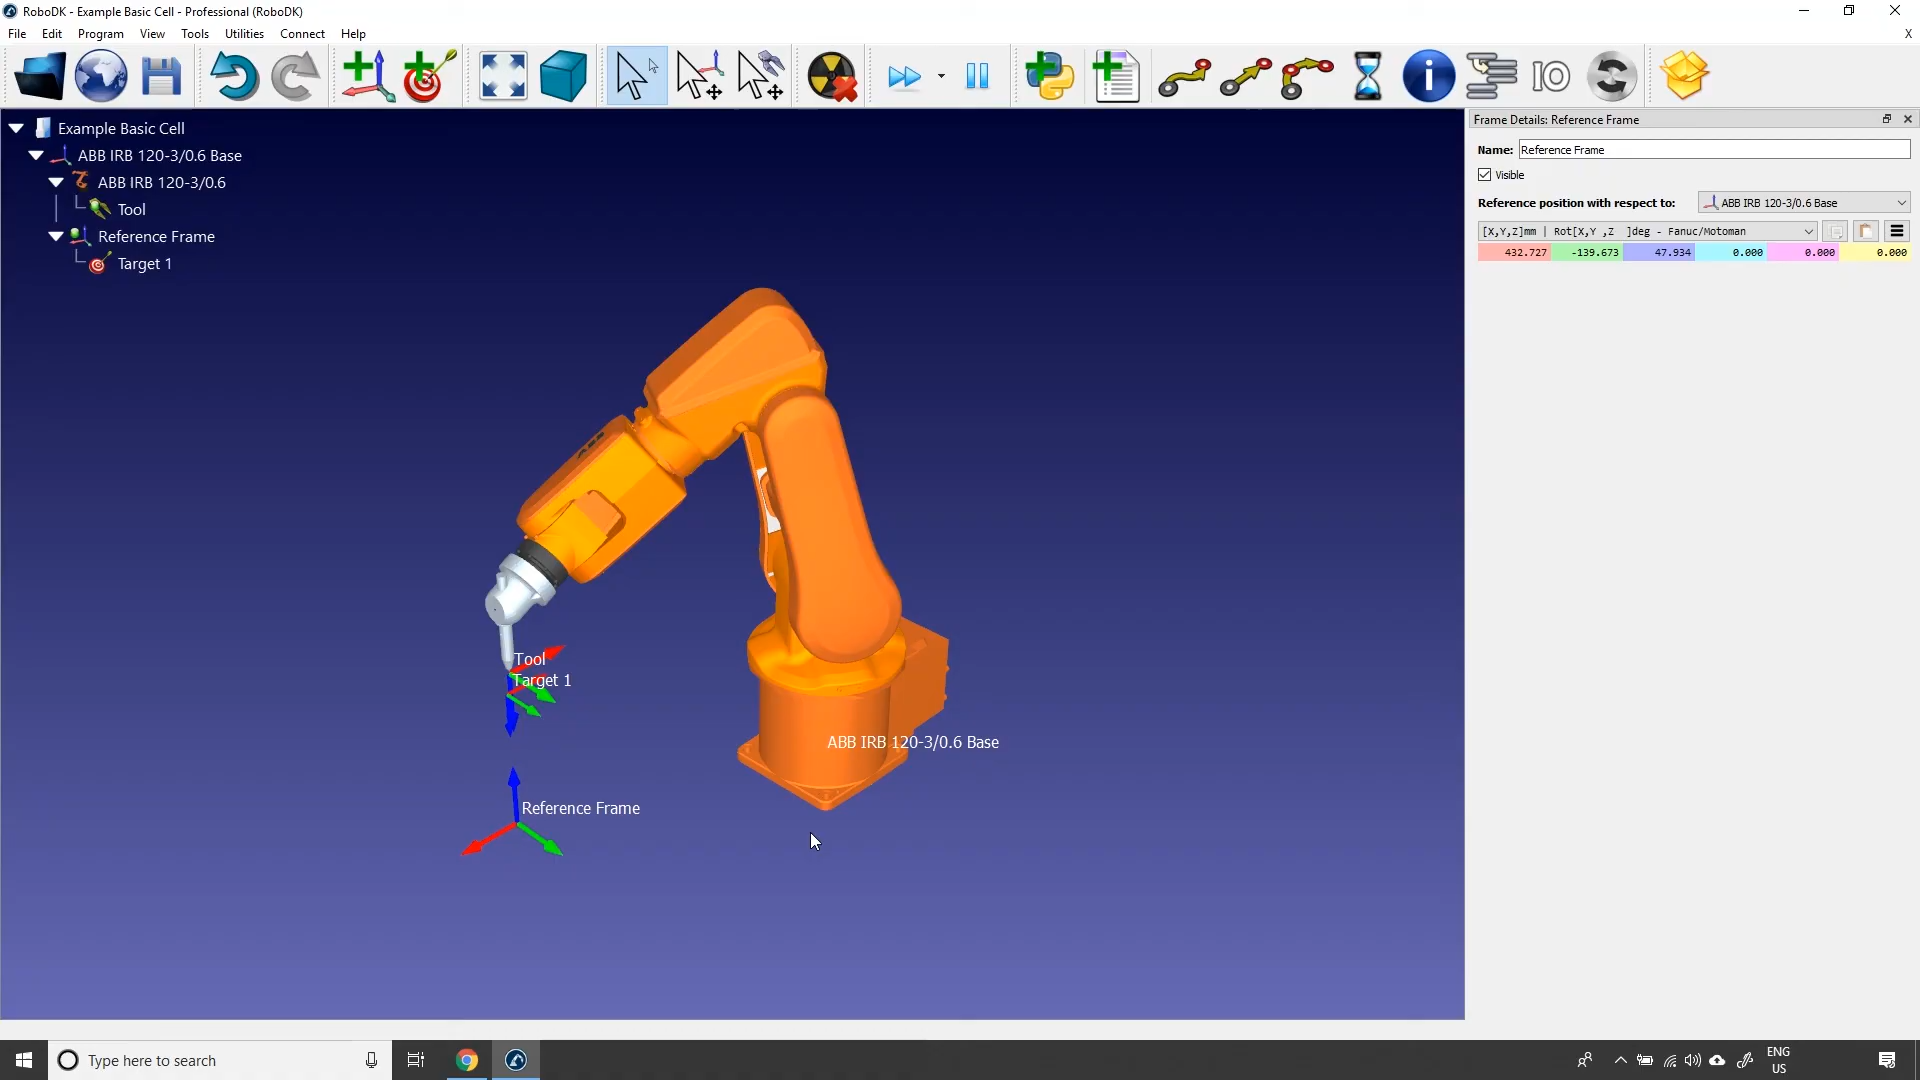 RoboDK - Example Basic Cell - Professional (RoboDK)
File Edit Program View Tools Utilities Connect Help X
IO
Example Basic Cell
ABB IRB 120-3/0.6 Base
ABB IRB 120-3/0.6
Tool
Reference Frame
Target 1
Tool
Target 1
ABB IRB 120-3/0.6 Base
Reference Frame
Frame Details: Reference Frame
Name: Reference Frame
Visible
Reference position with respect to: ABB IRB 120-3/0.6 Base
[X,Y,Z]mm | Rot[X,Y ,Z  ]deg - Fanuc/Motoman
432.727 -139.673 47.934 0.000 0.000 0.000
Type here to search
ENG
US